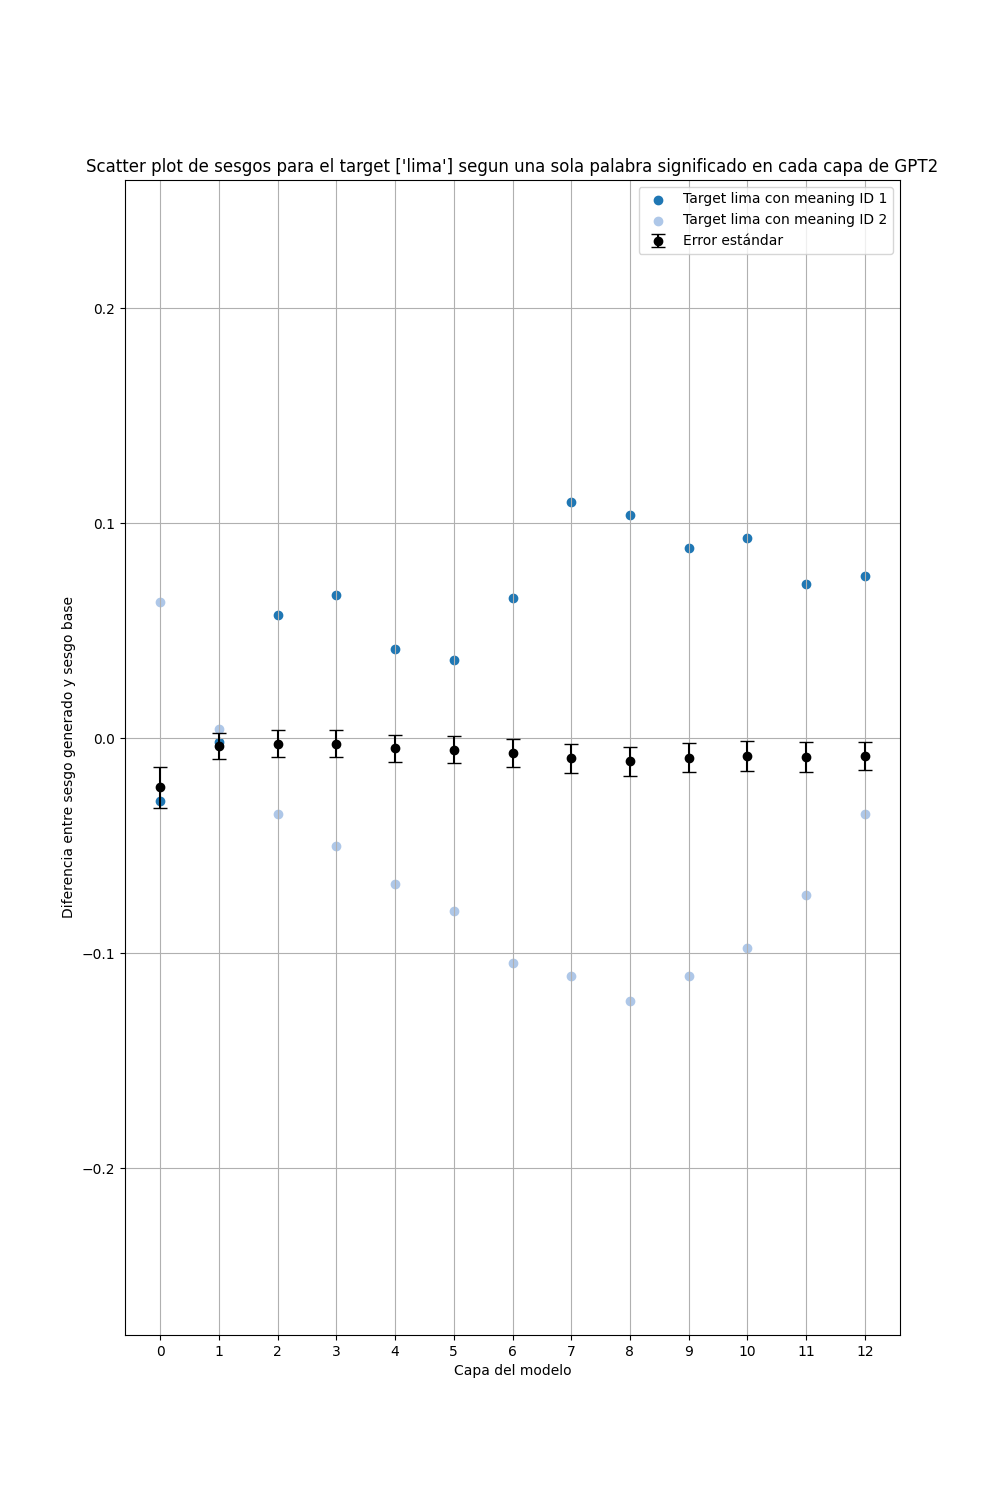 Scatter plot de sesgos para el target ['lima'] segun una sola palabra significado en cada capa de GPT2
Target lima con meaning ID 1
Target lima con meaning ID 2
Error estándar
Diferencia entre sesgo generado y sesgo base
0.2
0.1
0.0
−0.1
−0.2
0 1 2 3 4 5 6 7 8 9 10 11 12
Capa del modelo